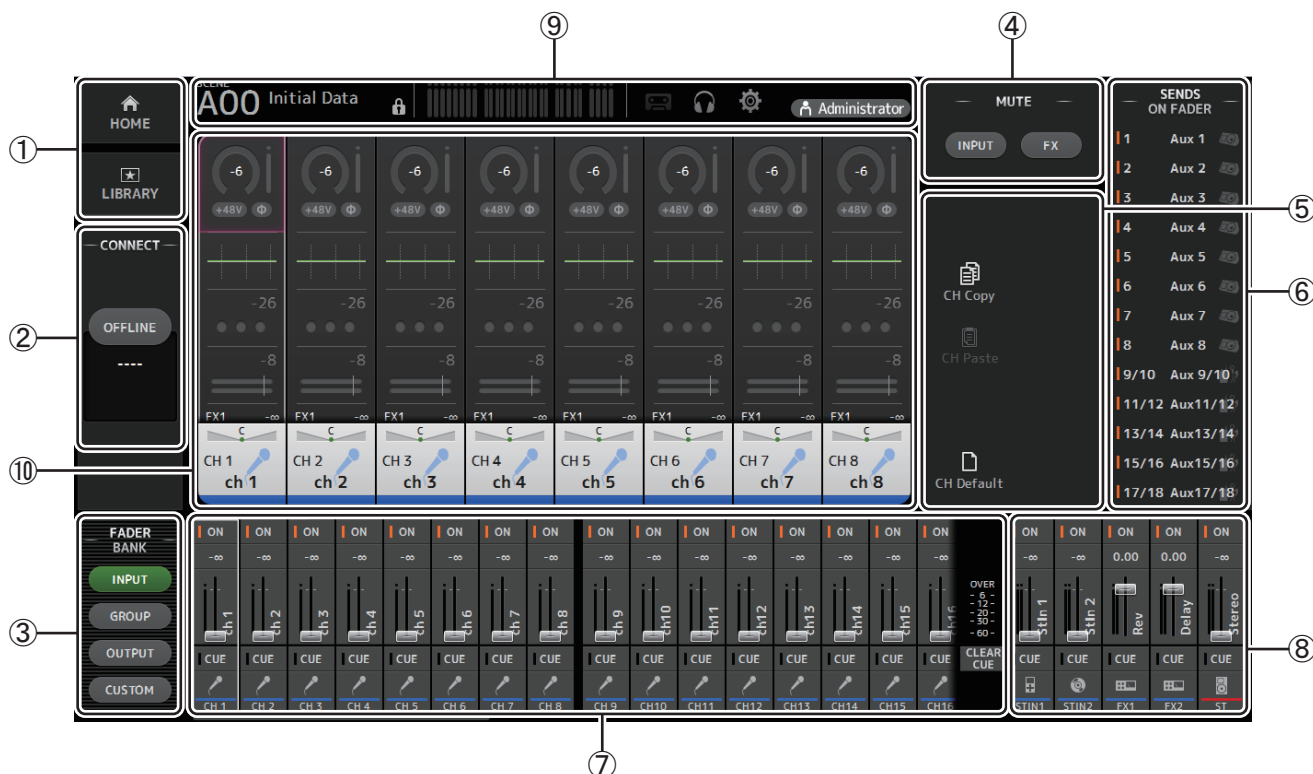 ⑨
④
SCENE
A00 Initial Data
Administrator
HOME
LIBRARY
①
MUTE
INPUT FX
SENDS
ON FADER
1 Aux 1
2 Aux 2
3 Aux 3
4 Aux 4
5 Aux 5
6 Aux 6
7 Aux 7
8 Aux 8
9/10 Aux 9/10
11/12 Aux11/12
13/14 Aux13/14
15/16 Aux15/16
17/18 Aux17/18
⑤
⑥
CONNECT
OFFLINE
----
②
-6 -6 -6 -6 -6 -6 -6 -6
+48V Φ +48V Φ +48V Φ +48V Φ +48V Φ +48V Φ +48V Φ +48V Φ
-26 -26 -26 -26 -26 -26 -26 -26
-8 -8 -8 -8 -8 -8 -8 -8
FX1 -∞ FX1 -∞ FX1 -∞ FX1 -∞ FX1 -∞ FX1 -∞ FX1 -∞ FX1 -∞
C C C C C C C C
CH 1 CH 2 CH 3 CH 4 CH 5 CH 6 CH 7 CH 8
ch 1 ch 2 ch 3 ch 4 ch 5 ch 6 ch 7 ch 8
⑩
CH Copy
CH Paste
CH Default
FADER
BANK
INPUT
GROUP
OUTPUT
CUSTOM
③
ON ON ON ON ON ON ON ON ON ON ON ON ON ON ON ON
-∞ -∞ -∞ -∞ -∞ -∞ -∞ -∞ -∞ -∞ -∞ -∞ -∞ -∞ -∞ -∞
ch 1 ch 2 ch 3 ch 4 ch 5 ch 6 ch 7 ch 8 ch 9 ch10 ch11 ch12 ch13 ch14 ch15 ch16
CUE CUE CUE CUE CUE CUE CUE CUE CUE CUE CUE CUE CUE CUE CUE CUE
CH 1 CH 2 CH 3 CH 4 CH 5 CH 6 CH 7 CH 8 CH 9 CH10 CH11 CH12 CH13 CH14 CH15 CH16
OVER
- 6 -
- 12 -
- 20 -
- 30 -
- 60 -
CLEAR
CUE
ON ON ON ON ON
-∞ -∞ 0.00 0.00 -∞
StIn 1 StIn 2 Rev Delay Stereo
CUE CUE CUE CUE CUE
STIN1 STIN2 FX1 FX2 ST
⑧
⑦